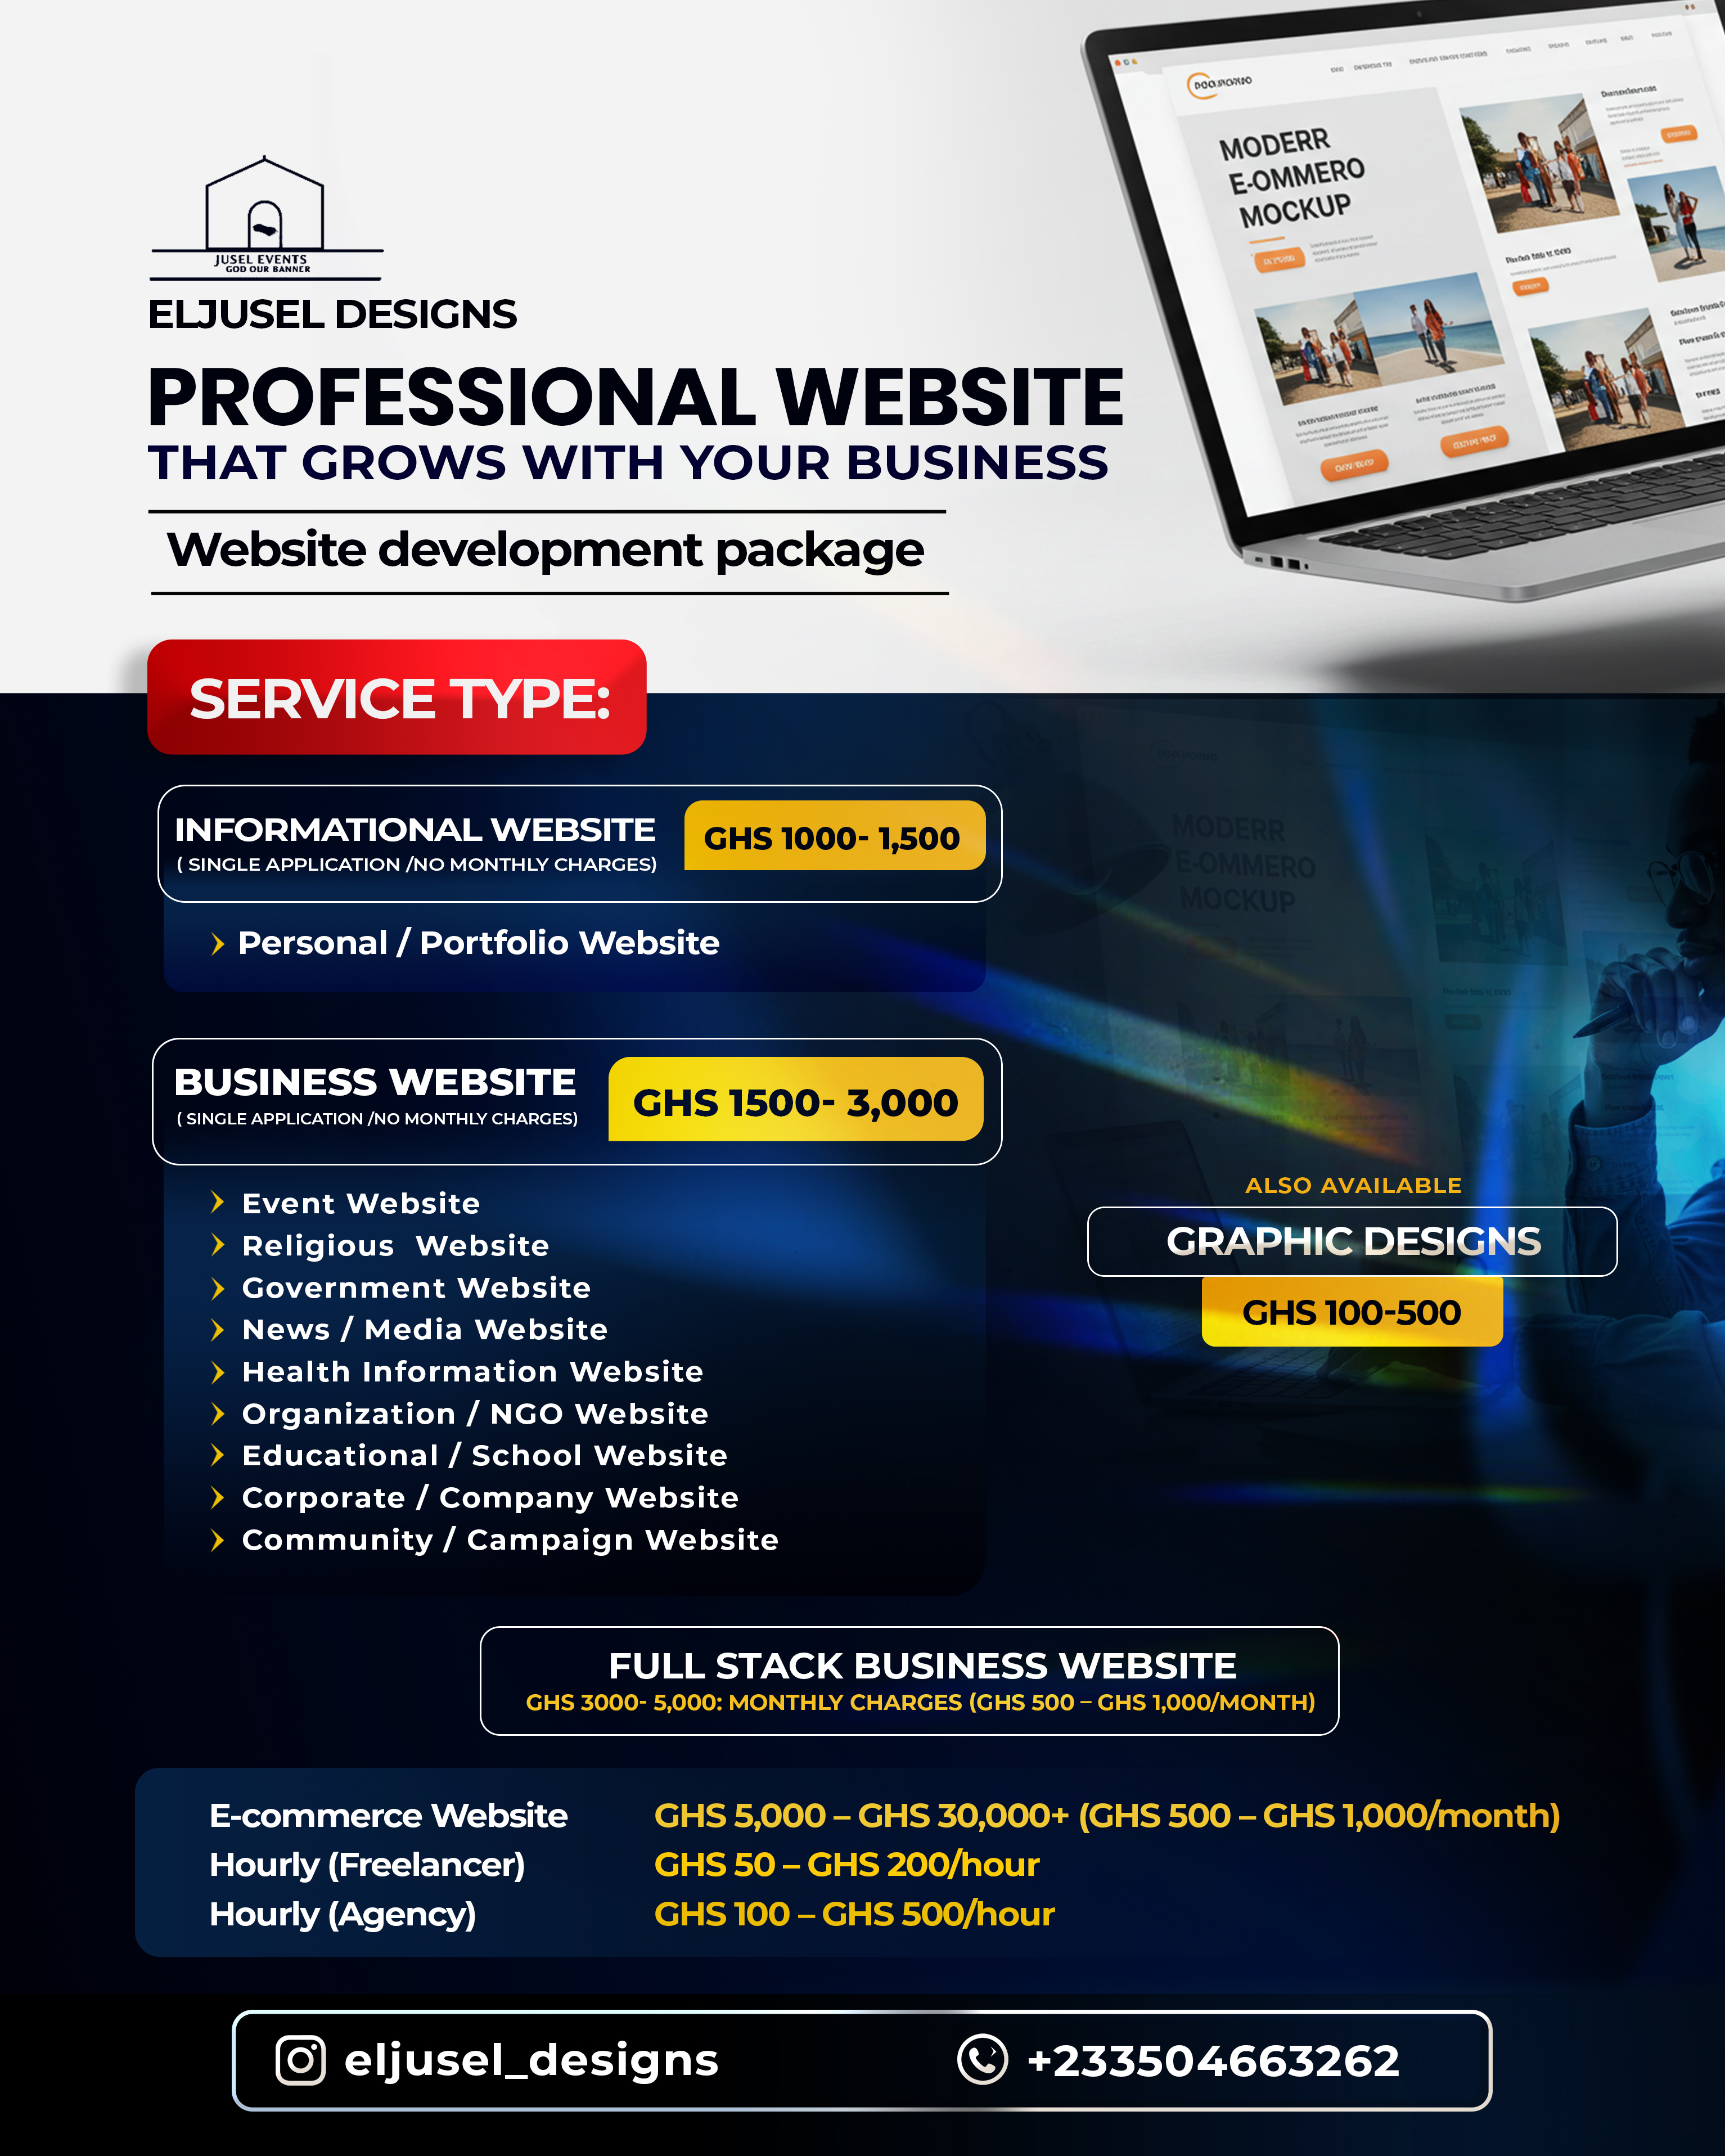 JUSEL EVENTS
GOD OUR BANNER
ELJUSEL DESIGNS
PROFESSIONAL WEBSITE
THAT GROWS WITH YOUR BUSINESS
Website development package
MODERR
E-OMMERO
MOCKUP
SERVICE TYPE:
INFORMATIONAL WEBSITE
( SINGLE APPLICATION /NO MONTHLY CHARGES)
GHS 1000- 1,500
Personal / Portfolio Website
MODERR
E-OMMERO
MOCKUP
BUSINESS WEBSITE
( SINGLE APPLICATION /NO MONTHLY CHARGES)
GHS 1500- 3,000
Event Website
Religious  Website
Government Website
News / Media Website
Health Information Website
Organization / NGO Website
Educational / School Website
Corporate / Company Website
Community / Campaign Website
ALSO AVAILABLE
GRAPHIC DESIGNS
GHS 100-500
FULL STACK BUSINESS WEBSITE
GHS 3000- 5,000: MONTHLY CHARGES (GHS 500 – GHS 1,000/MONTH)
E-commerce Website GHS 5,000 – GHS 30,000+ (GHS 500 – GHS 1,000/month)
Hourly (Freelancer) GHS 50 – GHS 200/hour
Hourly (Agency) GHS 100 – GHS 500/hour
eljusel_designs
+233504663262